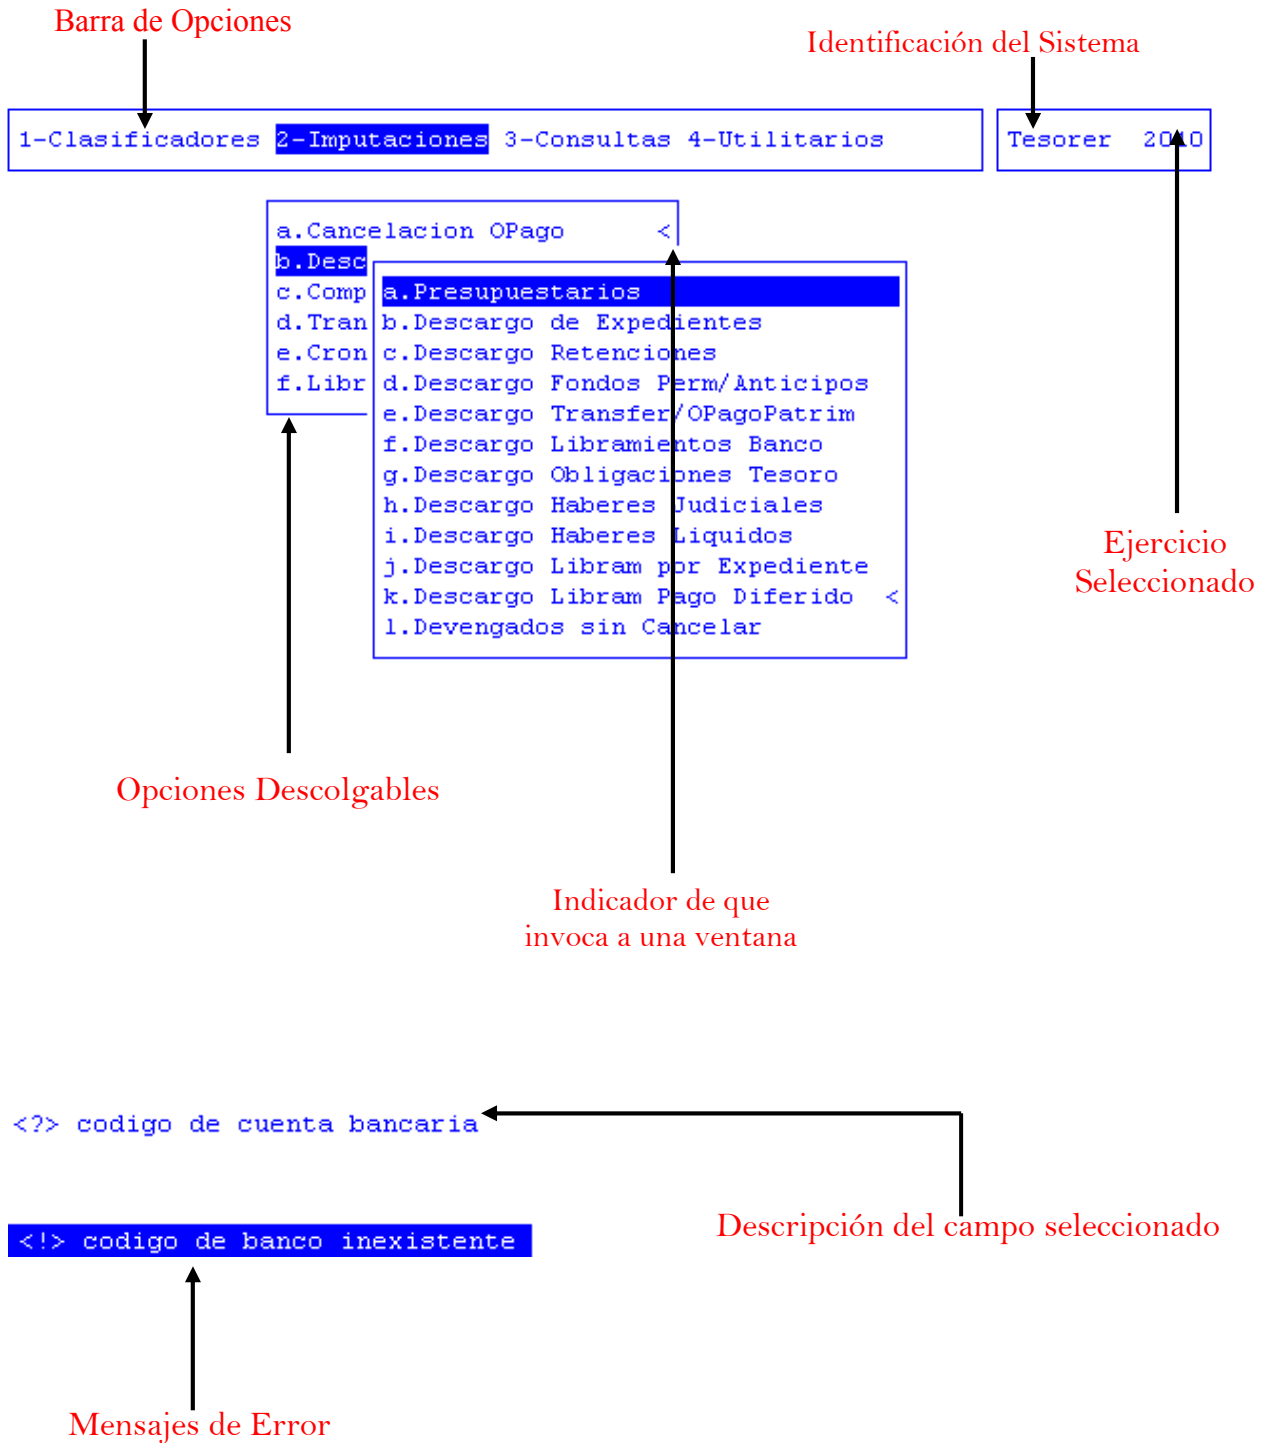 Barra de Opciones
Identificación del Sistema
1-Clasificadores 2-Imputaciones 3-Consultas 4-Utilitarios
Tesorer 2010
a.Cancelacion OPago <
b.Desc
c.Comp
d.Tran
e.Cron
f.Libr
a.Presupuestarios
b.Descargo de Expedientes
c.Descargo Retenciones
d.Descargo Fondos Perm/Anticipos
e.Descargo Transfer/OPagoPatrim
f.Descargo Libramientos Banco
g.Descargo Obligaciones Tesoro
h.Descargo Haberes Judiciales
i.Descargo Haberes Liquidos
j.Descargo Libram por Expediente
k.Descargo Libram Pago Diferido <
l.Devengados sin Cancelar
Ejercicio
Seleccionado
Opciones Descolgables
Indicador de que
invoca a una ventana
<?> codigo de cuenta bancaria
Descripción del campo seleccionado
<!> codigo de banco inexistente
Mensajes de Error